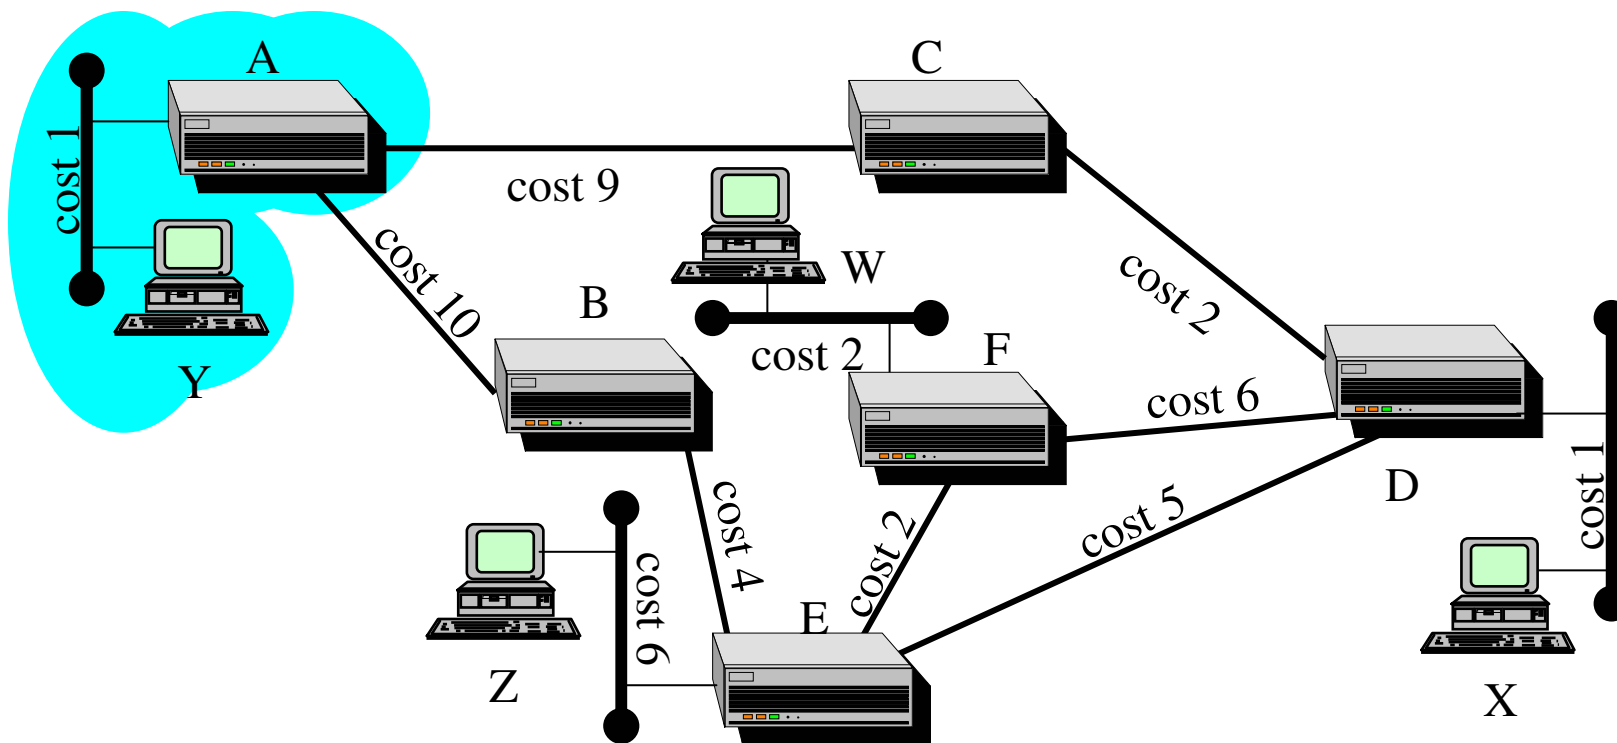 A
C
cost 1
cost 9
cost 10
W
cost 2
B
cost 2
F
Y
cost 6
D
cost 1
cost 5
cost 4
cost 2
cost 6
E
Z
X